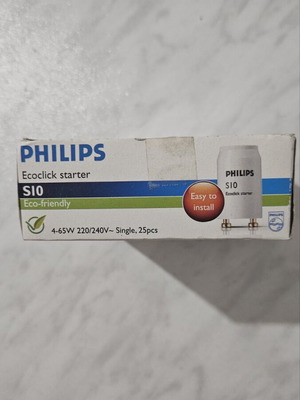 PHILIPS
Ecoclick starter
S10
Eco-friendly
4-65W 220/240V~ Single, 25pcs
Easy to
install
PHILIPS
S10
Ecoclick starter